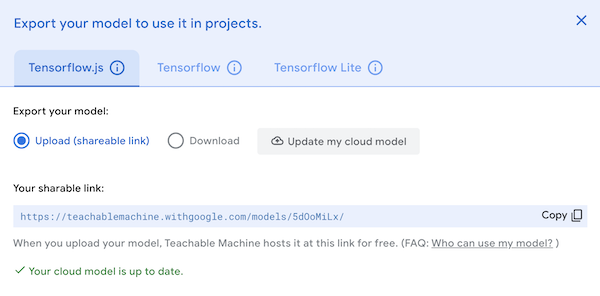 Export your model to use it in projects.
Tensorflow.js Tensorflow Tensorflow Lite
Export your model:
Upload (shareable link) Download Update my cloud model
Your sharable link:
https://teachablemachine.withgoogle.com/models/5dOoMiLx/ Copy
When you upload your model, Teachable Machine hosts it at this link for free. (FAQ: Who can use my model? )
Your cloud model is up to date.